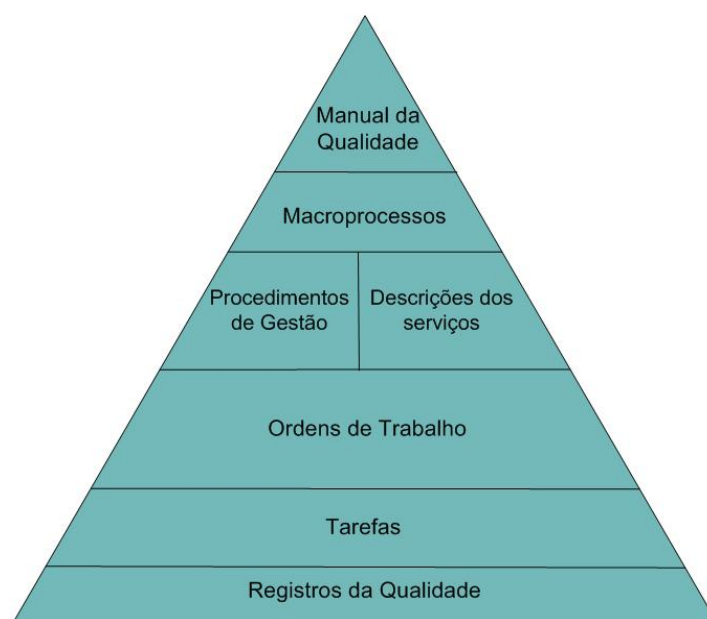 Manual da
Qualidade
Macroprocessos
Procedimentos
de Gestão
Descrições dos
serviços
Ordens de Trabalho
Tarefas
Registros da Qualidade